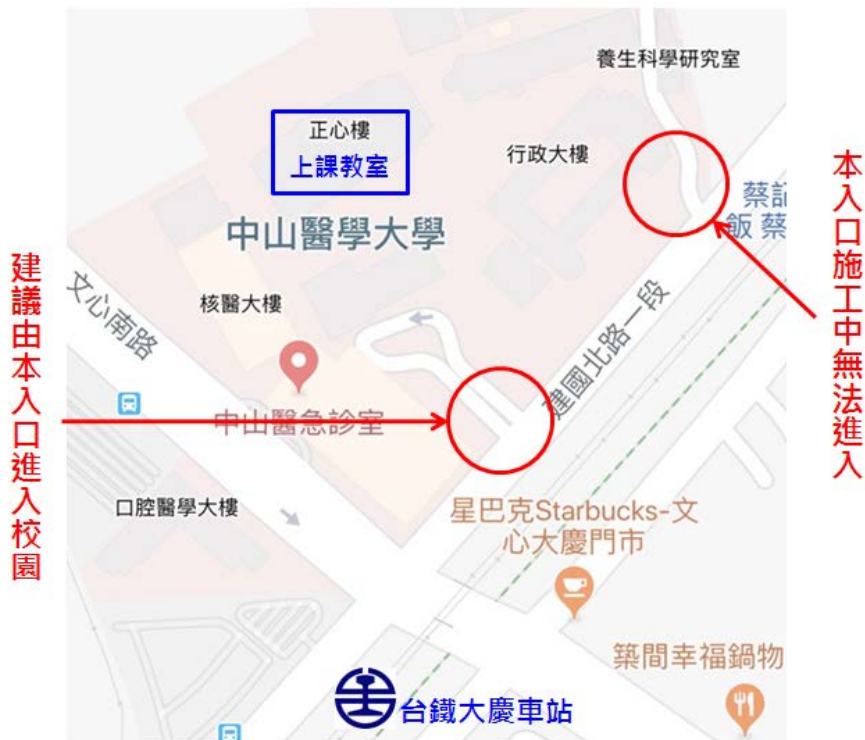 養生科學研究室
正心樓
上課教室
行政大樓
本入口施工中無法進入
蔡記
飯 蔡
中山醫學大學
建議由本入口進入校園
文心南路
核醫大樓
建國北路一段
中山醫急診室
口腔醫學大樓
星巴克Starbucks-文
心大慶門市
築間幸福鍋物
台鐵大慶車站